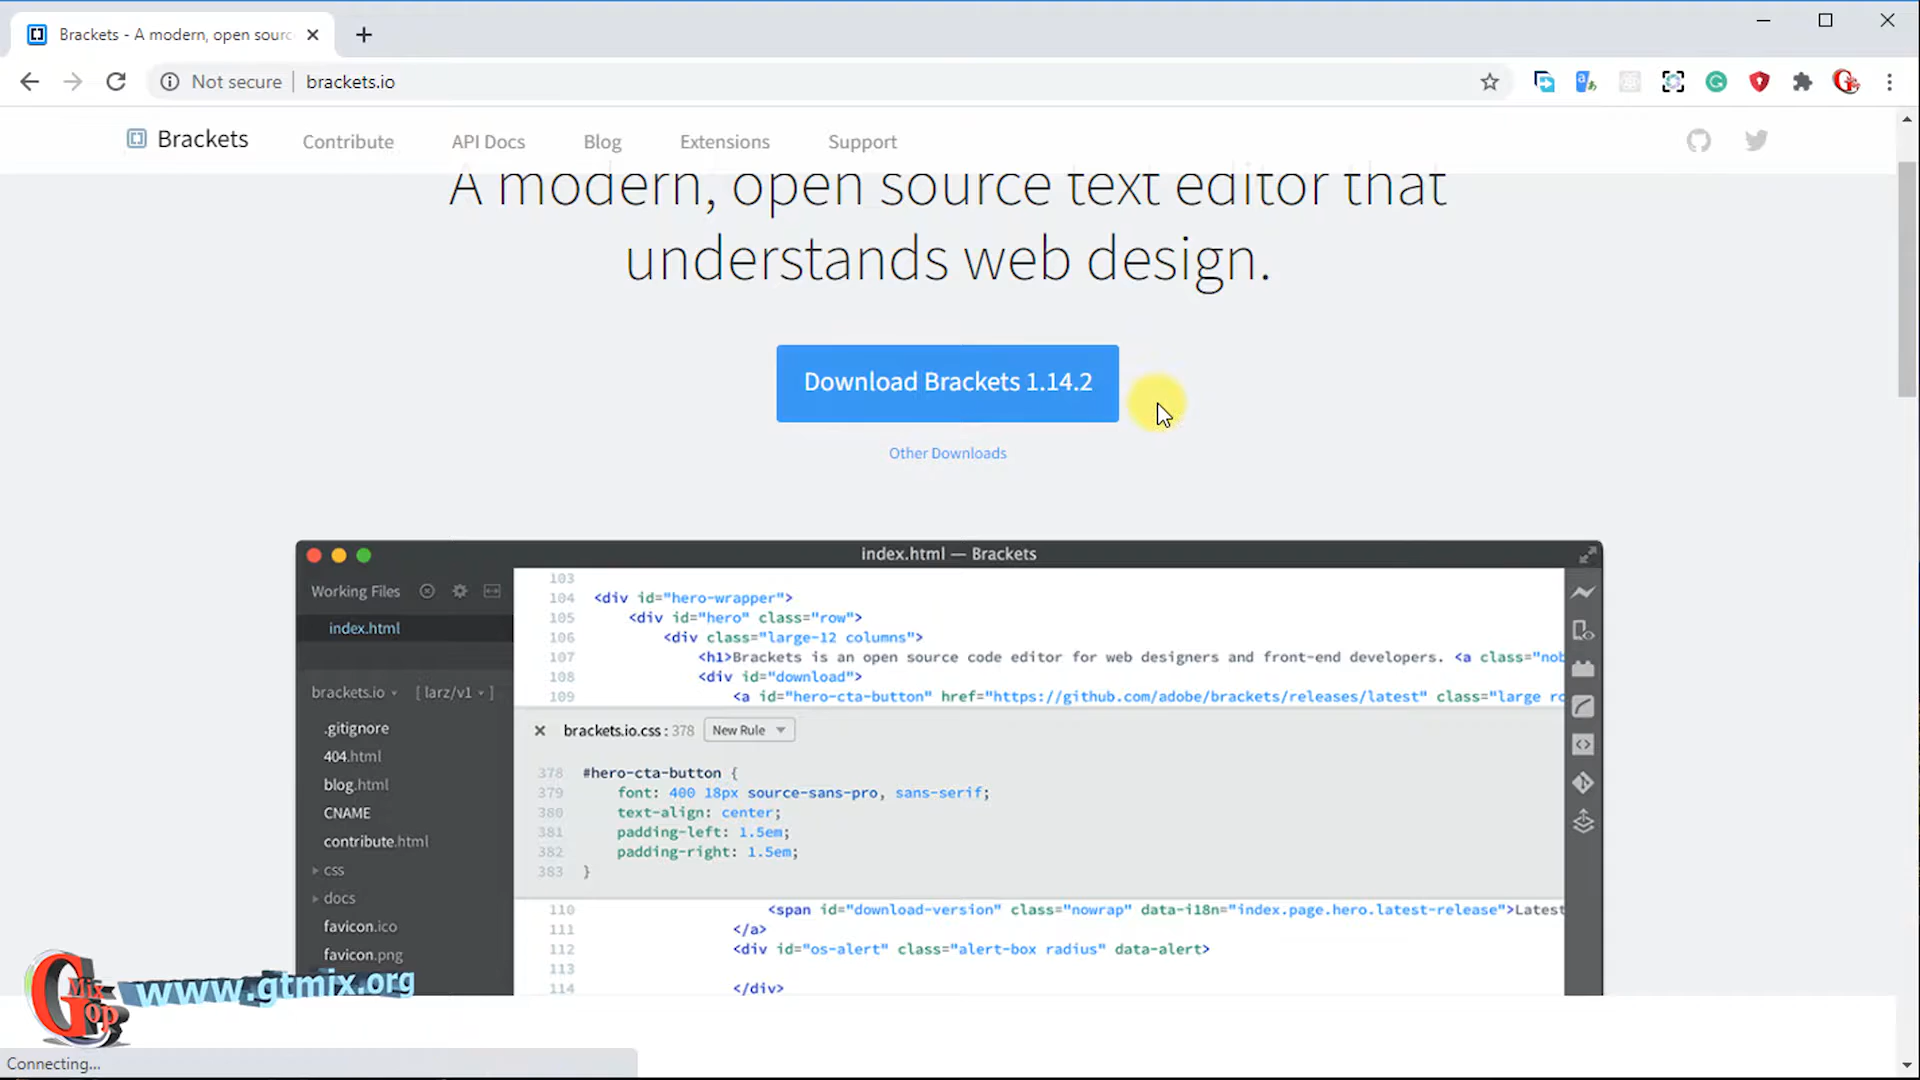 Brackets - A modern, open sourc
Not secure
brackets.io
Brackets
Contribute
API Docs
Blog
Extensions
Support
A modern, open source text editor that
understands web design.
Download Brackets 1.14.2
Other Downloads
index.html — Brackets
Working Files
index.html
brackets.io
[ larz/v1 ]
.gitignore
404.html
blog.html
CNAME
contribute.html
css
docs
favicon.ico
favicon.png
103
104 <div id="hero-wrapper">
105 <div id="hero" class="row">
106 <div class="large-12 columns">
107 <h1>Brackets is an open source code editor for web designers and front-end developers. <a class="nob
108 <div id="download">
109 <a id="hero-cta-button" href="https://github.com/adobe/brackets/releases/latest" class="large ro
brackets.io.css : 378 New Rule
378 #hero-cta-button {
379 font: 400 18px source-sans-pro, sans-serif;
380 text-align: center;
381 padding-left: 1.5em;
382 padding-right: 1.5em;
383 }
110 <span id="download-version" class="nowrap" data-i18n="index.page.hero.latest-release">Latest
111 </a>
112 <div id="os-alert" class="alert-box radius" data-alert>
113
114 </div>
G Mix Top
www.gtmix.org
Connecting...